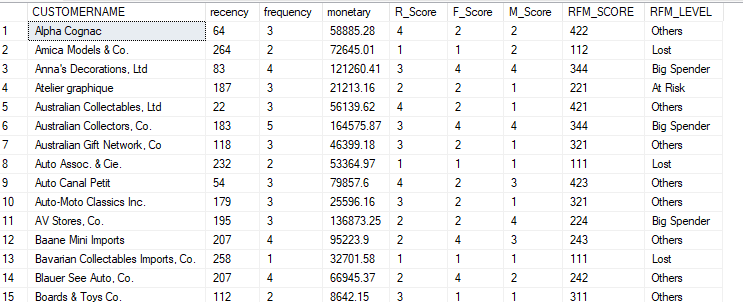 CUSTOMERNAME recency frequency monetary R_Score F_Score M_Score RFM_SCORE RFM_LEVEL
1 Alpha Cognac 64 3 58885.28 4 2 2 422 Others
2 Amica Models & Co. 264 2 72645.01 1 1 2 112 Lost
3 Anna's Decorations, Ltd 83 4 121260.41 3 4 4 344 Big Spender
4 Atelier graphique 187 3 21213.16 2 2 1 221 At Risk
5 Australian Collectables, Ltd 22 3 56139.62 4 2 1 421 Others
6 Australian Collectors, Co. 183 5 164575.87 3 4 4 344 Big Spender
7 Australian Gift Network, Co 118 3 46399.18 3 2 1 321 Others
8 Auto Assoc. & Cie. 232 2 53364.97 1 1 1 111 Lost
9 Auto Canal Petit 54 3 79857.6 4 2 3 423 Others
10 Auto-Moto Classics Inc. 179 3 25596.16 3 2 1 321 Others
11 AV Stores, Co. 195 3 136873.25 2 2 4 224 Big Spender
12 Baane Mini Imports 207 4 95223.9 2 4 3 243 Others
13 Bavarian Collectables Imports, Co. 258 1 32701.58 1 1 1 111 Lost
14 Blauer See Auto, Co. 207 4 66945.37 2 4 2 242 Others
15 Boards & Toys Co. 112 2 8642.15 3 1 1 311 Others